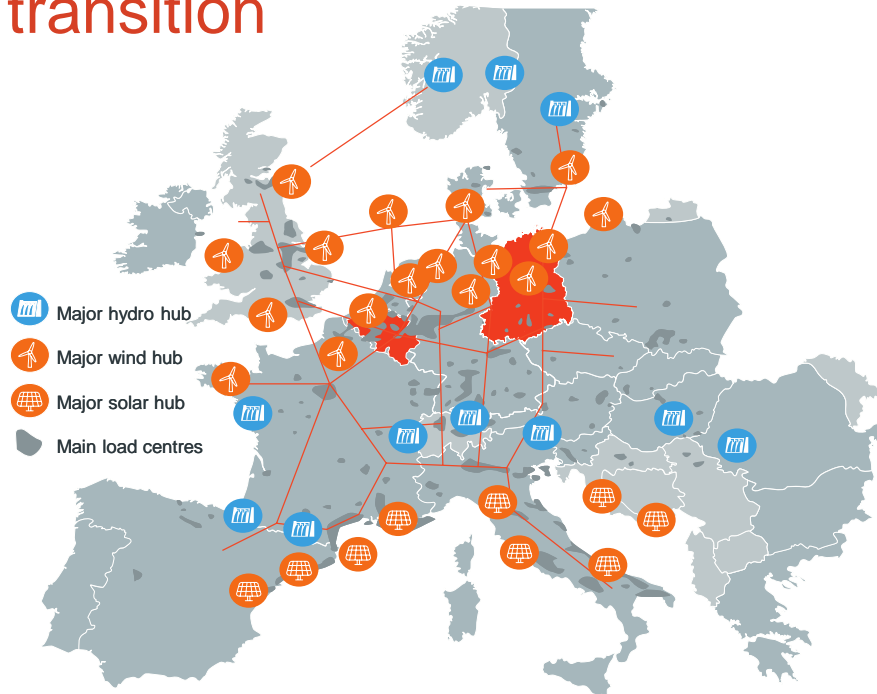 transition
Major hydro hub
Major wind hub
Major solar hub
Main load centres